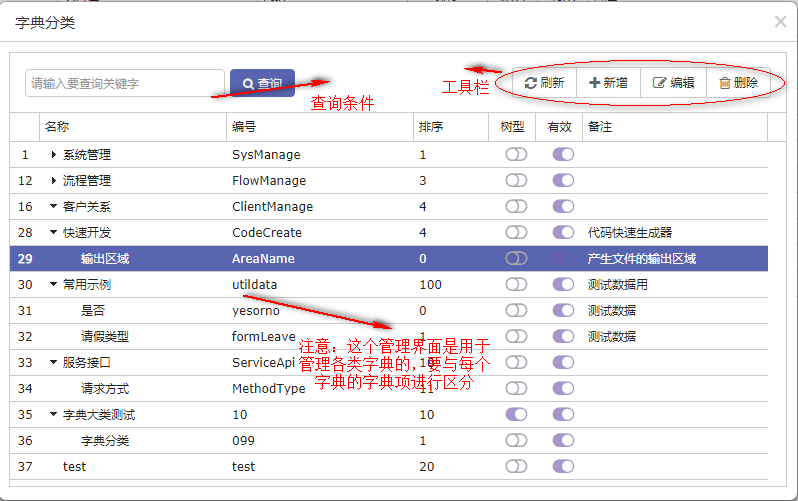 字典分类
请输入要查询关键字 查询 刷新 新增 编辑 删除
查询条件 工具栏
名称 编号 排序 树型 有效 备注
1 系统管理 SysManage 1
12 流程管理 FlowManage 3
16 客户关系 ClientManage 4
28 快速开发 CodeCreate 4 代码快速生成器
29 输出区域 AreaName 0 产生文件的输出区域
30 常用示例 utildata 100 测试数据用
31 是否 yesorno 0 测试数据
32 请假类型 formLeave 1 测试数据
注意：这个管理界面是用于
管理各类字典的，要与每个
字典的字典项进行区分
33 服务接口 ServiceApi 10
34 请求方式 MethodType 11
35 字典大类测试 10 10
36 字典分类 099 1
37 test test 20